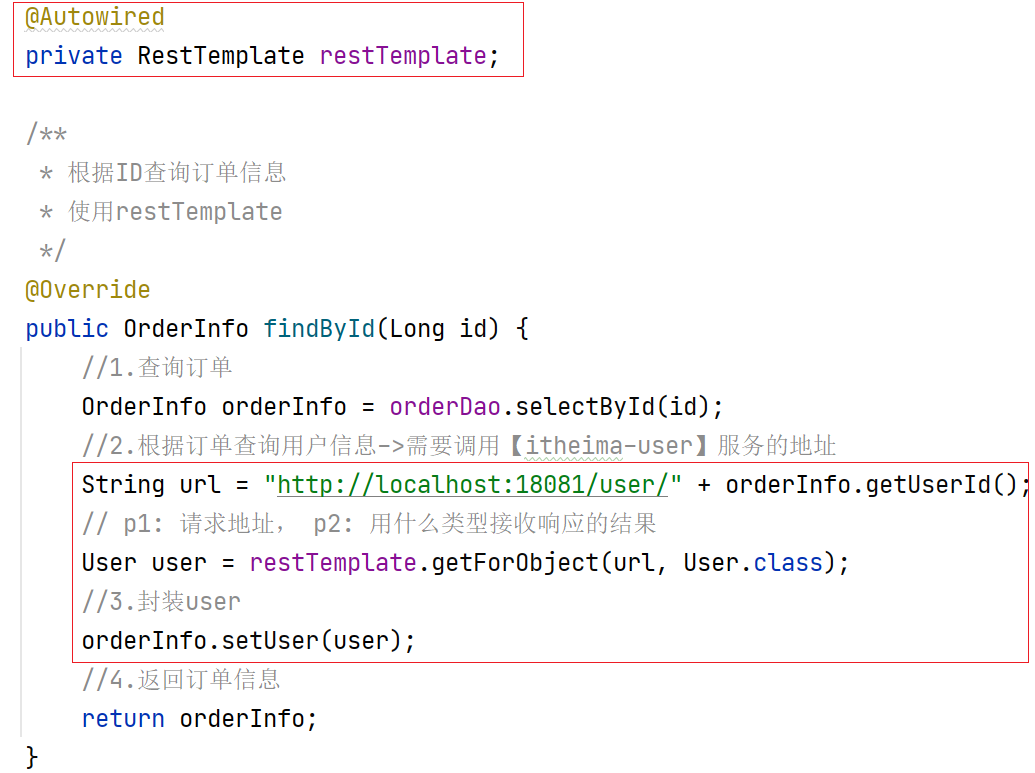 @Autowired
private RestTemplate restTemplate;
/**
* 根据ID查询订单信息
* 使用restTemplate
*/
@Override
public OrderInfo findById(Long id) {
//1.查询订单
OrderInfo orderInfo = orderDao.selectById(id);
//2.根据订单查询用户信息->需要调用【itheima-user】服务的地址
String url = "http://localhost:18081/user/" + orderInfo.getUserId();
// p1: 请求地址， p2: 用什么类型接收响应的结果
User user = restTemplate.getForObject(url, User.class);
//3.封装user
orderInfo.setUser(user);
//4.返回订单信息
return orderInfo;
}